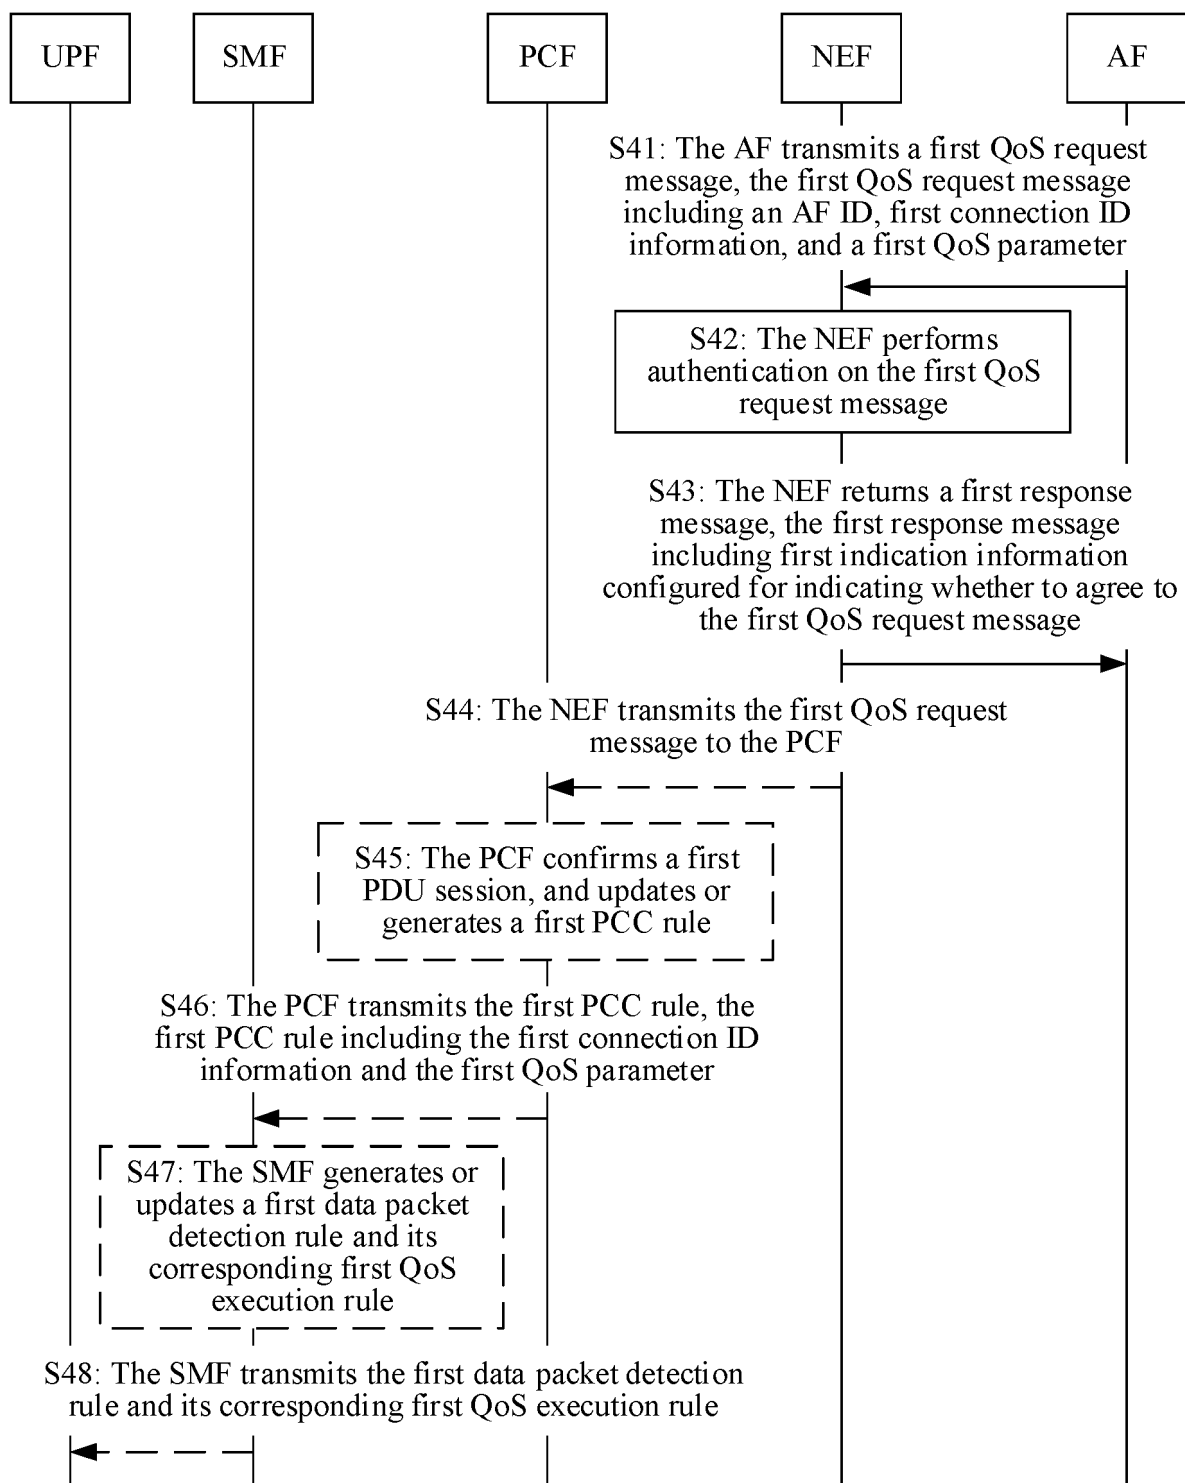 UPF
SMF
PCF
NEF
AF
S41: The AF transmits a first QoS request
message, the first QoS request message
including an AF ID, first connection ID
information, and a first QoS parameter
S42: The NEF performs
authentication on the first QoS
request message
S43: The NEF returns a first response
message, the first response message
including first indication information
configured for indicating whether to agree to
the first QoS request message
S44: The NEF transmits the first QoS request
message to the PCF
S45: The PCF confirms a first
PDU session, and updates or
generates a first PCC rule
S46: The PCF transmits the first PCC rule, the
first PCC rule including the first connection ID
information and the first QoS parameter
S47: The SMF generates or
updates a first data packet
detection rule and its
corresponding first QoS
execution rule
S48: The SMF transmits the first data packet detection
rule and its corresponding first QoS execution rule